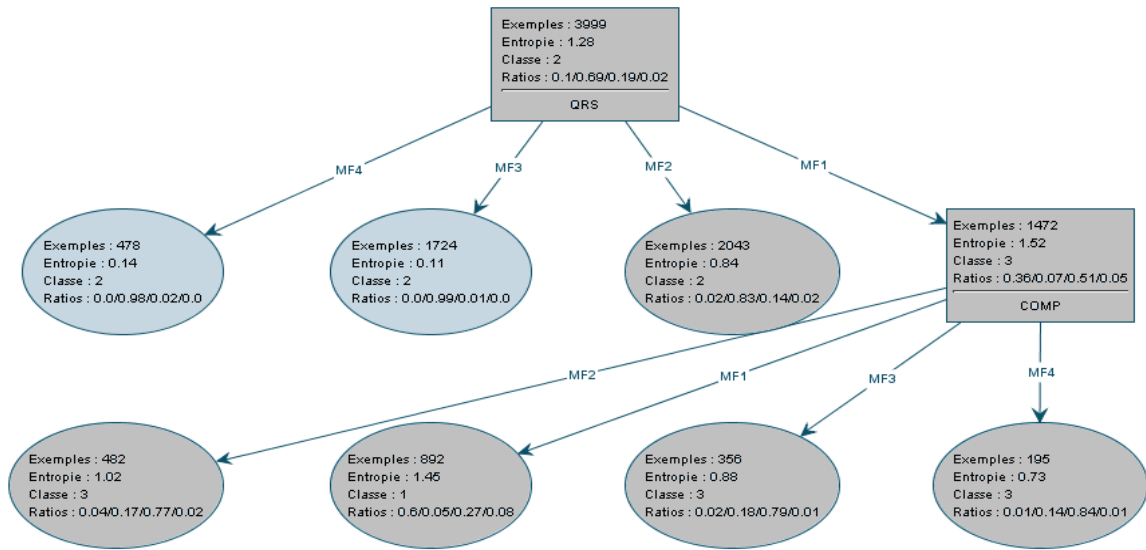 Exemples : 3999
Entropie : 1.28
Classe : 2
Ratios : 0.1/0.69/0.19/0.02
QRS
MF4
MF3
MF2
MF1
Exemples : 478
Entropie : 0.14
Classe : 2
Ratios : 0.0/0.98/0.02/0.0
Exemples : 1724
Entropie : 0.11
Classe : 2
Ratios : 0.0/0.99/0.01/0.0
Exemples : 2043
Entropie : 0.84
Classe : 2
Ratios : 0.02/0.83/0.14/0.02
Exemples : 1472
Entropie : 1.52
Classe : 3
Ratios : 0.36/0.07/0.51/0.05
COMP
MF2
MF1
MF3
MF4
Exemples : 482
Entropie : 1.02
Classe : 3
Ratios : 0.04/0.17/0.77/0.02
Exemples : 892
Entropie : 1.45
Classe : 1
Ratios : 0.6/0.05/0.27/0.08
Exemples : 356
Entropie : 0.88
Classe : 3
Ratios : 0.02/0.18/0.79/0.01
Exemples : 195
Entropie : 0.73
Classe : 3
Ratios : 0.01/0.14/0.84/0.01